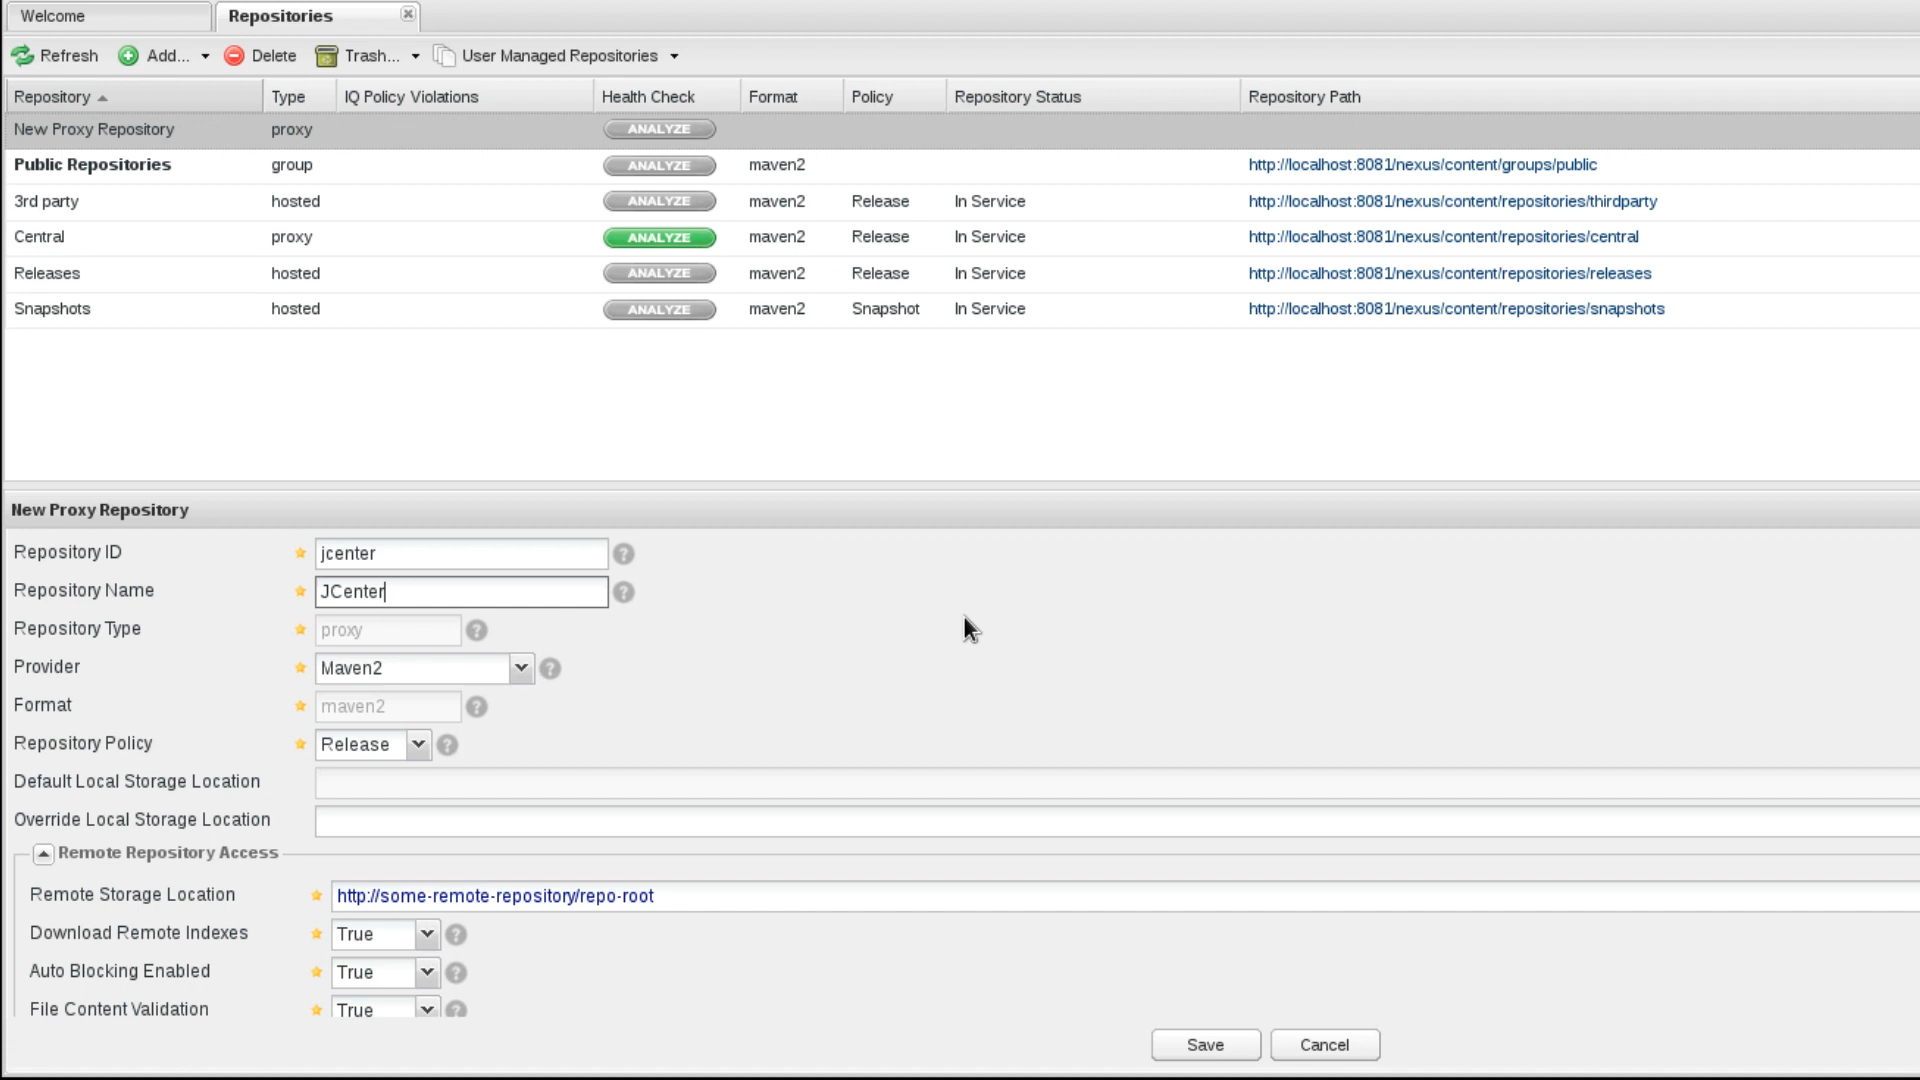 Welcome
Repositories
Refresh Add... Delete Trash... User Managed Repositories
Repository Type IQ Policy Violations Health Check Format Policy Repository Status Repository Path
New Proxy Repository proxy ANALYZE
Public Repositories group ANALYZE maven2 http://localhost:8081/nexus/content/groups/public
3rd party hosted ANALYZE maven2 Release In Service http://localhost:8081/nexus/content/repositories/thirdparty
Central proxy ANALYZE maven2 Release In Service http://localhost:8081/nexus/content/repositories/central
Releases hosted ANALYZE maven2 Release In Service http://localhost:8081/nexus/content/repositories/releases
Snapshots hosted ANALYZE maven2 Snapshot In Service http://localhost:8081/nexus/content/repositories/snapshots
New Proxy Repository
Repository ID jcenter ?
Repository Name JCenter ?
Repository Type proxy ?
Provider Maven2 ?
Format maven2 ?
Repository Policy Release ?
Default Local Storage Location
Override Local Storage Location
Remote Repository Access
Remote Storage Location http://some-remote-repository/repo-root
Download Remote Indexes True ?
Auto Blocking Enabled True ?
File Content Validation True ?
Save Cancel